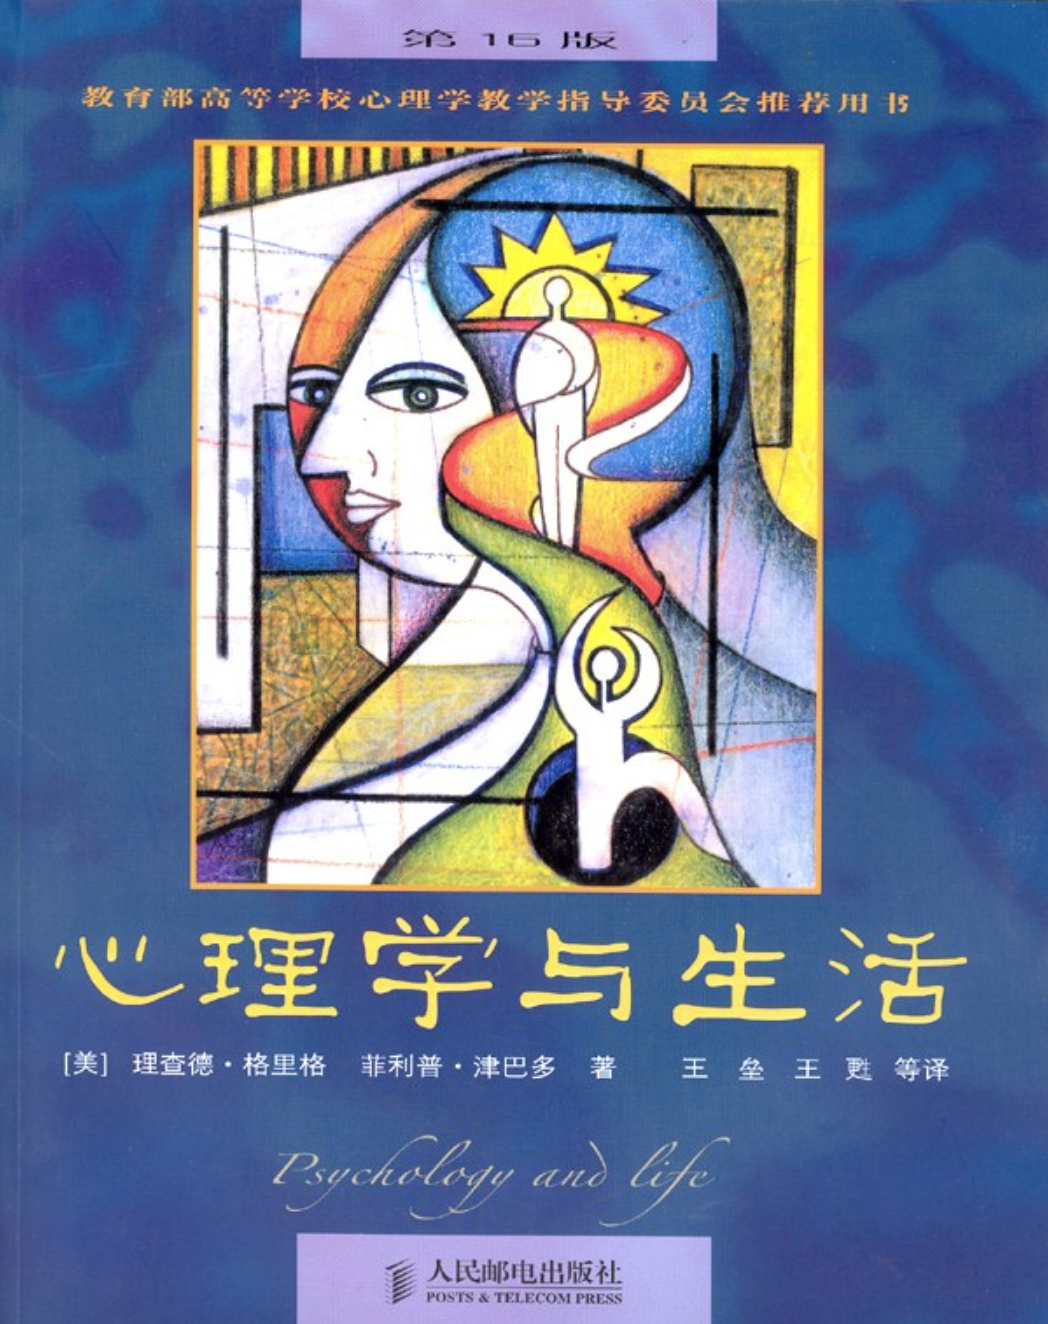 第16版
教育部高等学校心理学教学指导委员会推荐用书
心理学与生活
[美] 理查德·格里格 菲利普·津巴多 著 王垒 王甦 等译
Psychology and life
人民邮电出版社
POSTS & TELECOM PRESS